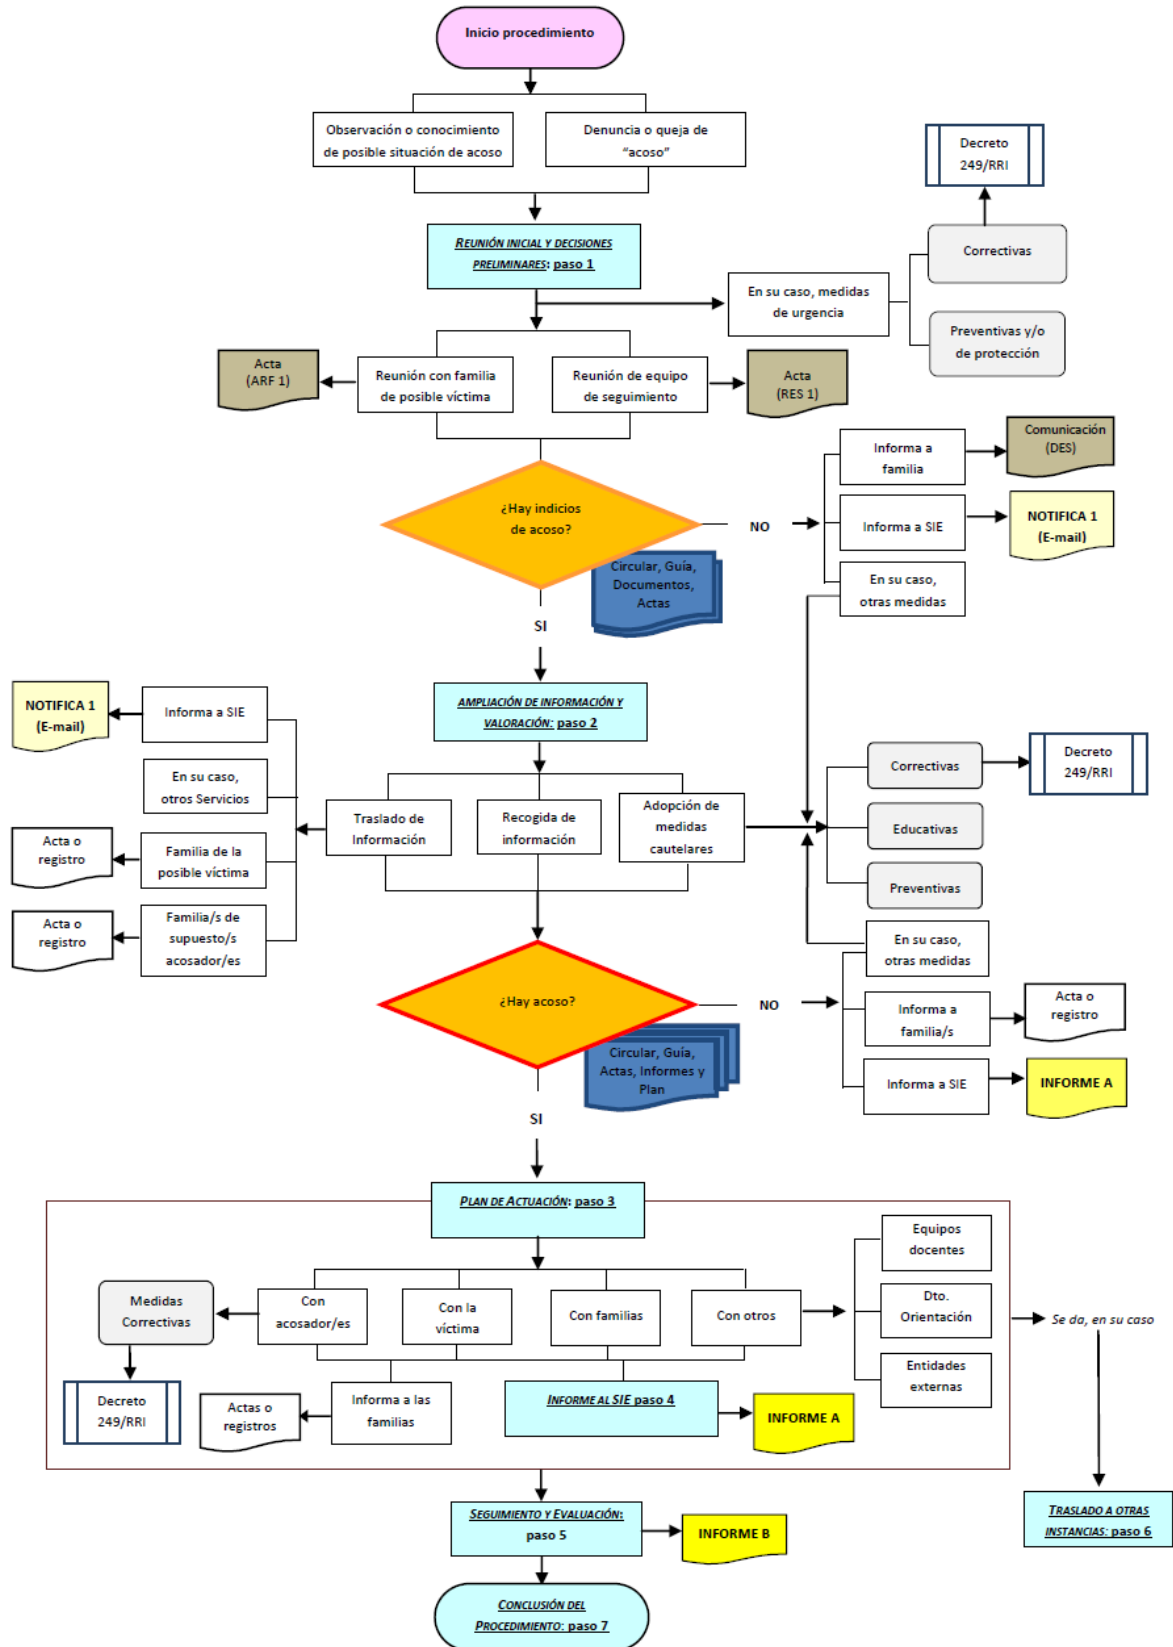 Inicio procedimiento
Observación o conocimiento
de posible situación de acoso
Denuncia o queja de
“acoso”
Decreto
249/RRI
REUNIÓN INICIAL Y DECISIONES
PRELIMINARES: paso 1
Correctivas
En su caso, medidas
de urgencia
Preventivas y/o
de protección
Acta
(ARF 1)
Reunión con familia
de posible víctima
Reunión de equipo
de seguimiento
Acta
(RES 1)
Informa a
familia
Comunicación
(DES)
¿Hay indicios
de acoso?
NO
Informa a SIE
NOTIFICA 1
(E-mail)
Circular, Guía,
Documentos,
Actas
En su caso,
otras medidas
SI
AMPLIACIÓN DE INFORMACIÓN Y
VALORACIÓN: paso 2
NOTIFICA 1
(E-mail)
Informa a SIE
En su caso,
otros Servicios
Acta o
registro
Familia de la
posible víctima
Acta o
registro
Familia/s de
supuesto/s
acosador/es
Traslado de
Información
Recogida de
información
Adopción de
medidas
cautelares
Correctivas
Decreto
249/RRI
Educativas
Preventivas
En su caso,
otras medidas
¿Hay acoso?
NO
Informa a
familia/s
Acta o
registro
Circular, Guía,
Actas, Informes y
Plan
Informa a SIE
INFORME A
SI
PLAN DE ACTUACIÓN: paso 3
Equipos
docentes
Medidas
Correctivas
Con
acosador/es
Con la
víctima
Con familias
Con otros
Dto.
Orientación
Se da, en su caso
Entidades
externas
Decreto
249/RRI
Actas o
registros
Informa a las
familias
INFORME AL SIE paso 4
INFORME A
SEGUIMIENTO Y EVALUACIÓN:
paso 5
INFORME B
TRASLADO A OTRAS
INSTANCIAS: paso 6
CONCLUSIÓN DEL
PROCEDIMIENTO: paso 7